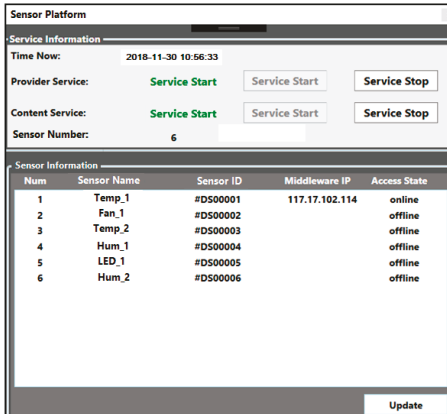 Sensor Platform
Service Information
Time Now: 2018-11-30 10:56:33
Provider Service: Service Start Service Start Service Stop
Content Service: Service Start Service Start Service Stop
Sensor Number: 6
Sensor Information
Num Sensor Name Sensor ID Middleware IP Access State
1 Temp_1 #DS00001 117.17.102.114 online
2 Fan_1 #DS00002 offline
3 Temp_2 #DS00003 offline
4 Hum_1 #DS00004 offline
5 LED_1 #DS00005 offline
6 Hum_2 #DS00006 offline
Update